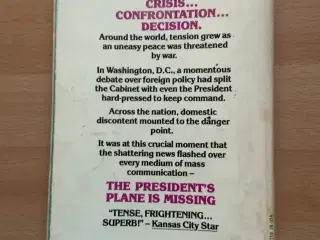 CRISIS...
CONFRONTATION...
DECISION.
Around the world, tension grew as
an uneasy peace was threatened
by war.
In Washington, D.C., a momentous
debate over foreign policy had split
the Cabinet with even the President
hard-pressed to keep command.
Across the nation, domestic
discontent mounted to the danger
point.
It was at this crucial moment that
the shattering news flashed over
every medium of mass
communication –
THE PRESIDENT'S
PLANE IS MISSING
"TENSE, FRIGHTENING...
SUPERB!" – Kansas City Star